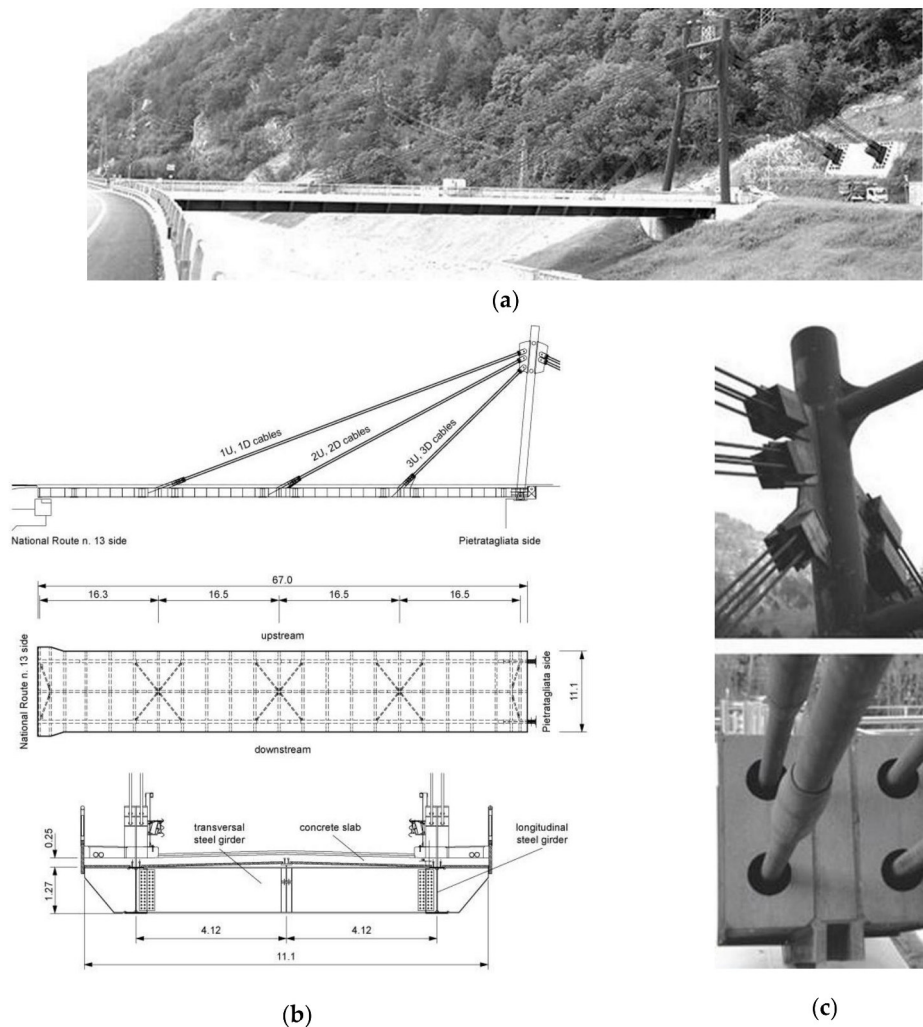 (a)
1U, 1D cables
2U, 2D cables
3U, 3D cables
National Route n. 13 side
Pietratagliata side
67.0
16.3
16.5
16.5
16.5
upstream
National Route n. 13 side
Pietratagliata side
11.1
downstream
transversal
steel girder
concrete slab
longitudinal
steel girder
0.25
1.27
4.12
4.12
11.1
(b)
(c)